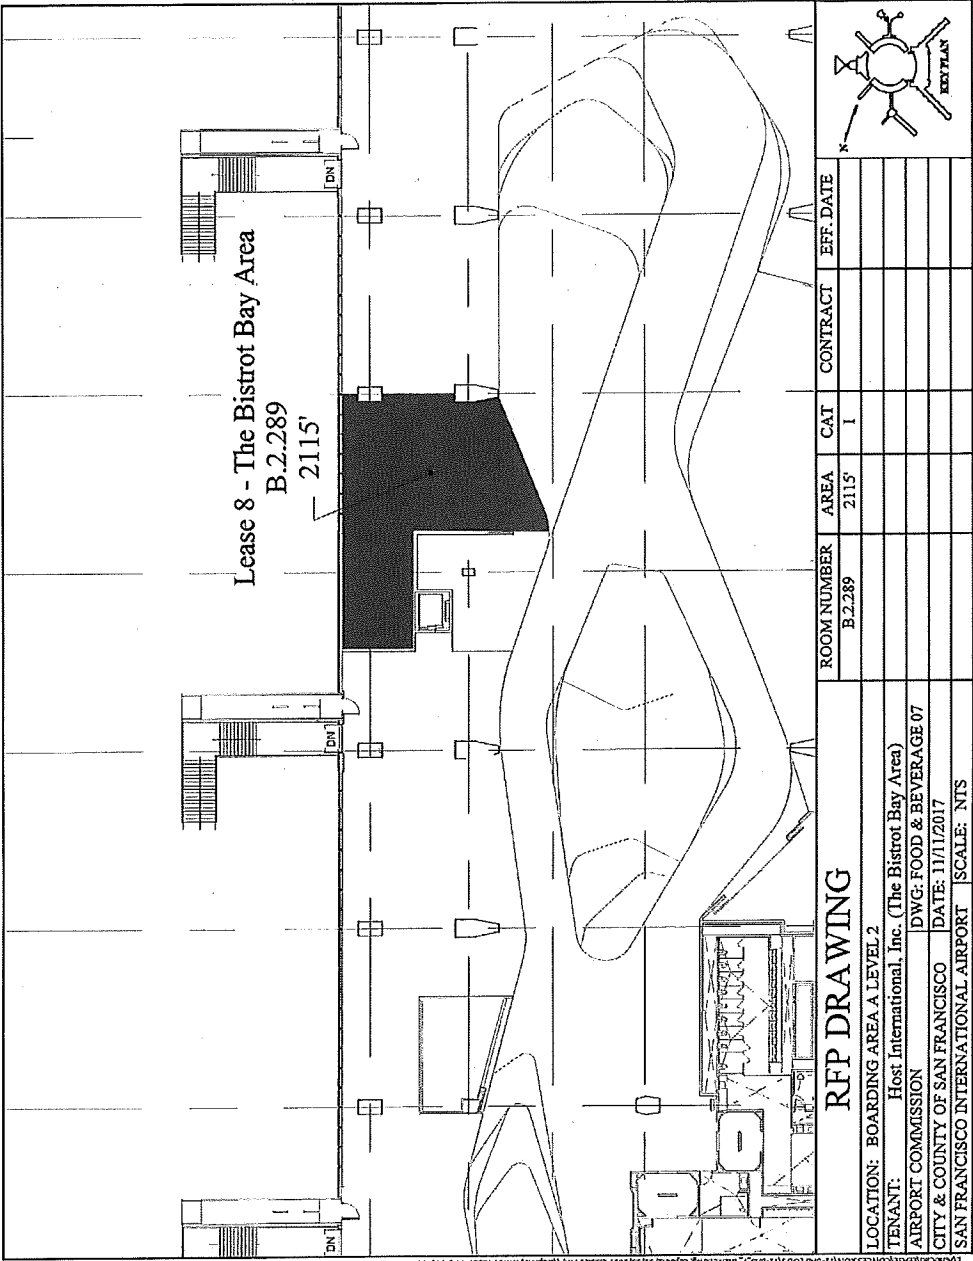 DN
DN
DN
Lease 8 - The Bistrot Bay Area
B.2.289
2115'
RFP DRAWING
LOCATION: BOARDING AREA A LEVEL 2
TENANT: Host International, Inc. (The Bistrot Bay Area)
AIRPORT COMMISSION DWG: FOOD & BEVERAGE 07
CITY & COUNTY OF SAN FRANCISCO DATE: 11/11/2017
SAN FRANCISCO INTERNATIONAL AIRPORT SCALE: NTS
ROOM NUMBER AREA CAT CONTRACT EFF. DATE
B.2.289 2115' 1
N
KEY PLAN